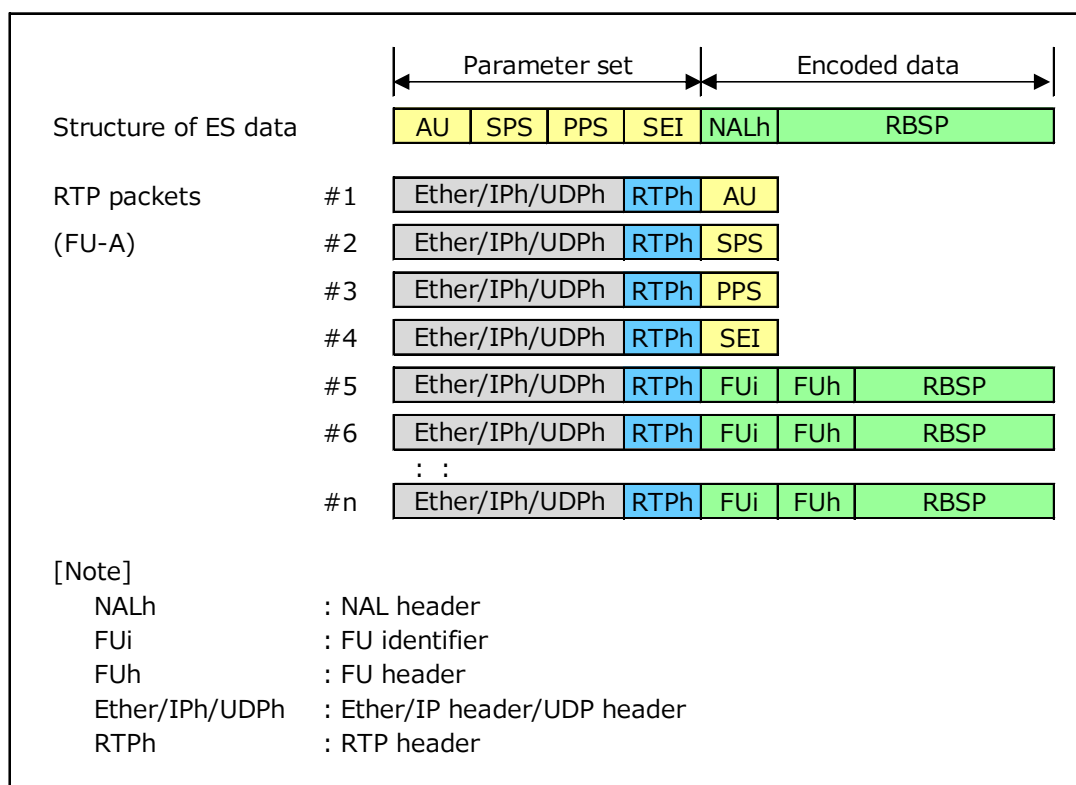 Parameter set Encoded data
Structure of ES data AU SPS PPS SEI NALh RBSP
RTP packets #1 Ether/IPh/UDPh RTPh AU
(FU-A) #2 Ether/IPh/UDPh RTPh SPS
#3 Ether/IPh/UDPh RTPh PPS
#4 Ether/IPh/UDPh RTPh SEI
#5 Ether/IPh/UDPh RTPh FUi FUh RBSP
#6 Ether/IPh/UDPh RTPh FUi FUh RBSP
: :
#n Ether/IPh/UDPh RTPh FUi FUh RBSP
[Note]
NALh : NAL header
FUi : FU identifier
FUh : FU header
Ether/IPh/UDPh : Ether/IP header/UDP header
RTPh : RTP header